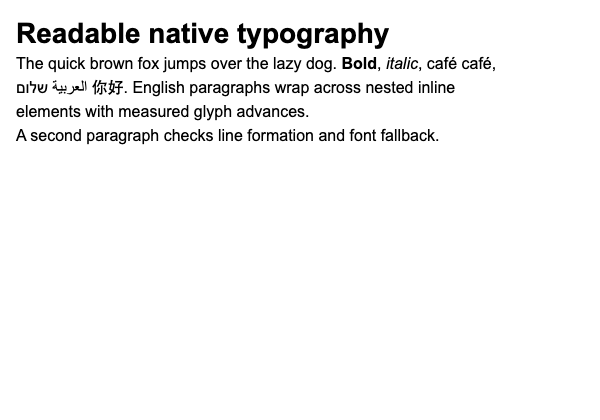 Readable native typography
The quick brown fox jumps over the lazy dog. Bold, italic, café café,
שלום العربية 你好. English paragraphs wrap across nested inline
elements with measured glyph advances.
A second paragraph checks line formation and font fallback.